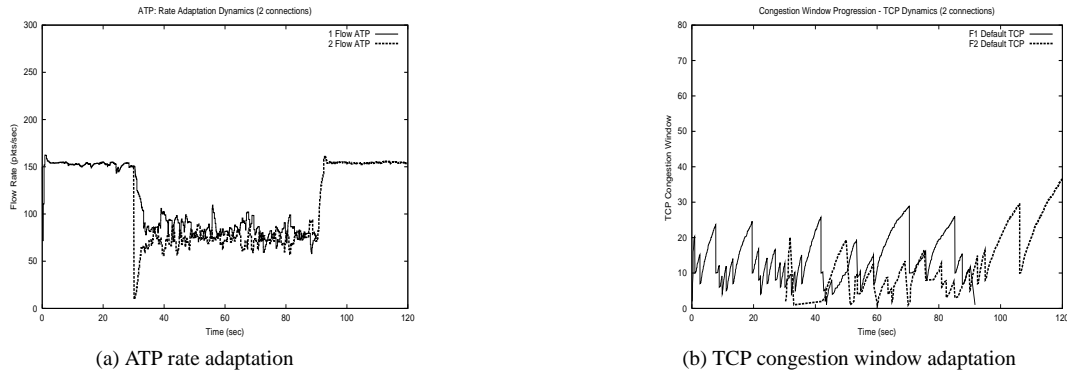 ATP: Rate Adaptation Dynamics (2 connections)
300
250
200
150
100
50
0
Flow Rate (pkts/sec)
1 Flow ATP
2 Flow ATP
0 20 40 60 80 100 120
Time (sec)
(a) ATP rate adaptation
Congestion Window Progression - TCP Dynamics (2 connections)
80
70
60
50
40
30
20
10
0
TCP Congestion Window
F1 Default TCP
F2 Default TCP
0 20 40 60 80 100 120
Time (sec)
(b) TCP congestion window adaptation